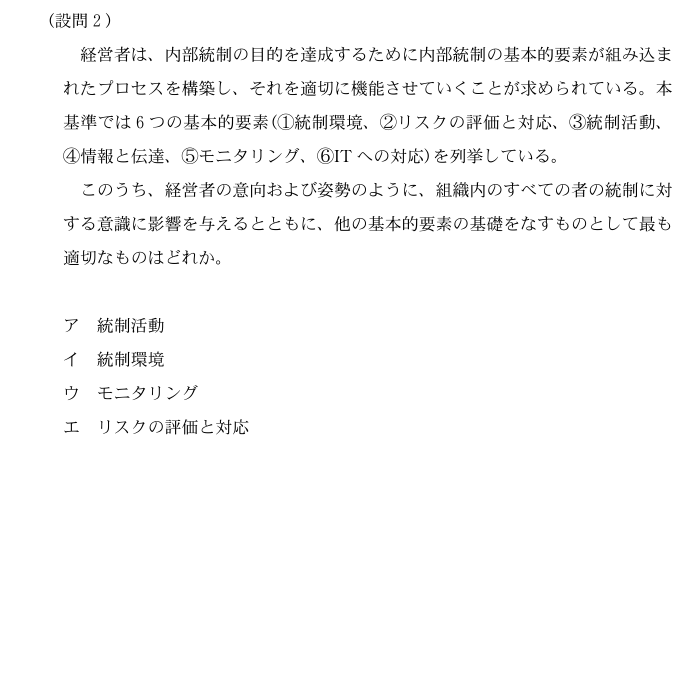 (設問2)
経営者は、内部統制の目的を達成するために内部統制の基本的要素が組み込ま
れたプロセスを構築し、それを適切に機能させていくことが求められている。本
基準では6つの基本的要素(①統制環境、②リスクの評価と対応、③統制活動、
④情報と伝達、⑤モニタリング、⑥IT への対応)を列挙している。
このうち、経営者の意向および姿勢のように、組織内のすべての者の統制に対
する意識に影響を与えるとともに、他の基本的要素の基礎をなすものとして最も
適切なものはどれか。
ア 統制活動
イ 統制環境
ウ モニタリング
エ リスクの評価と対応